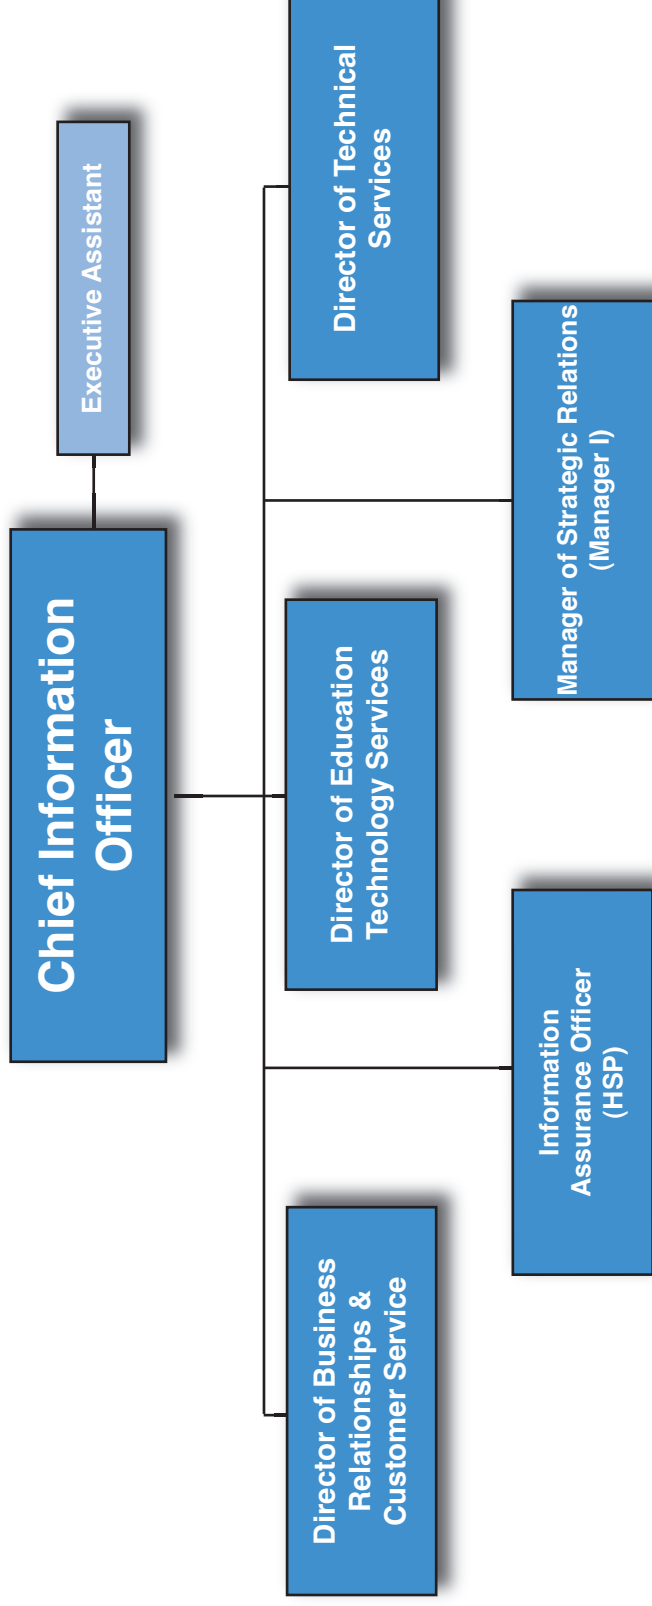 Chief Information
Officer
Executive Assistant
Director of Business
Relationships &
Customer Service
Director of Education
Technology Services
Director of Technical
Services
Information
Assurance Officer
(HSP)
Manager of Strategic Relations
(Manager I)